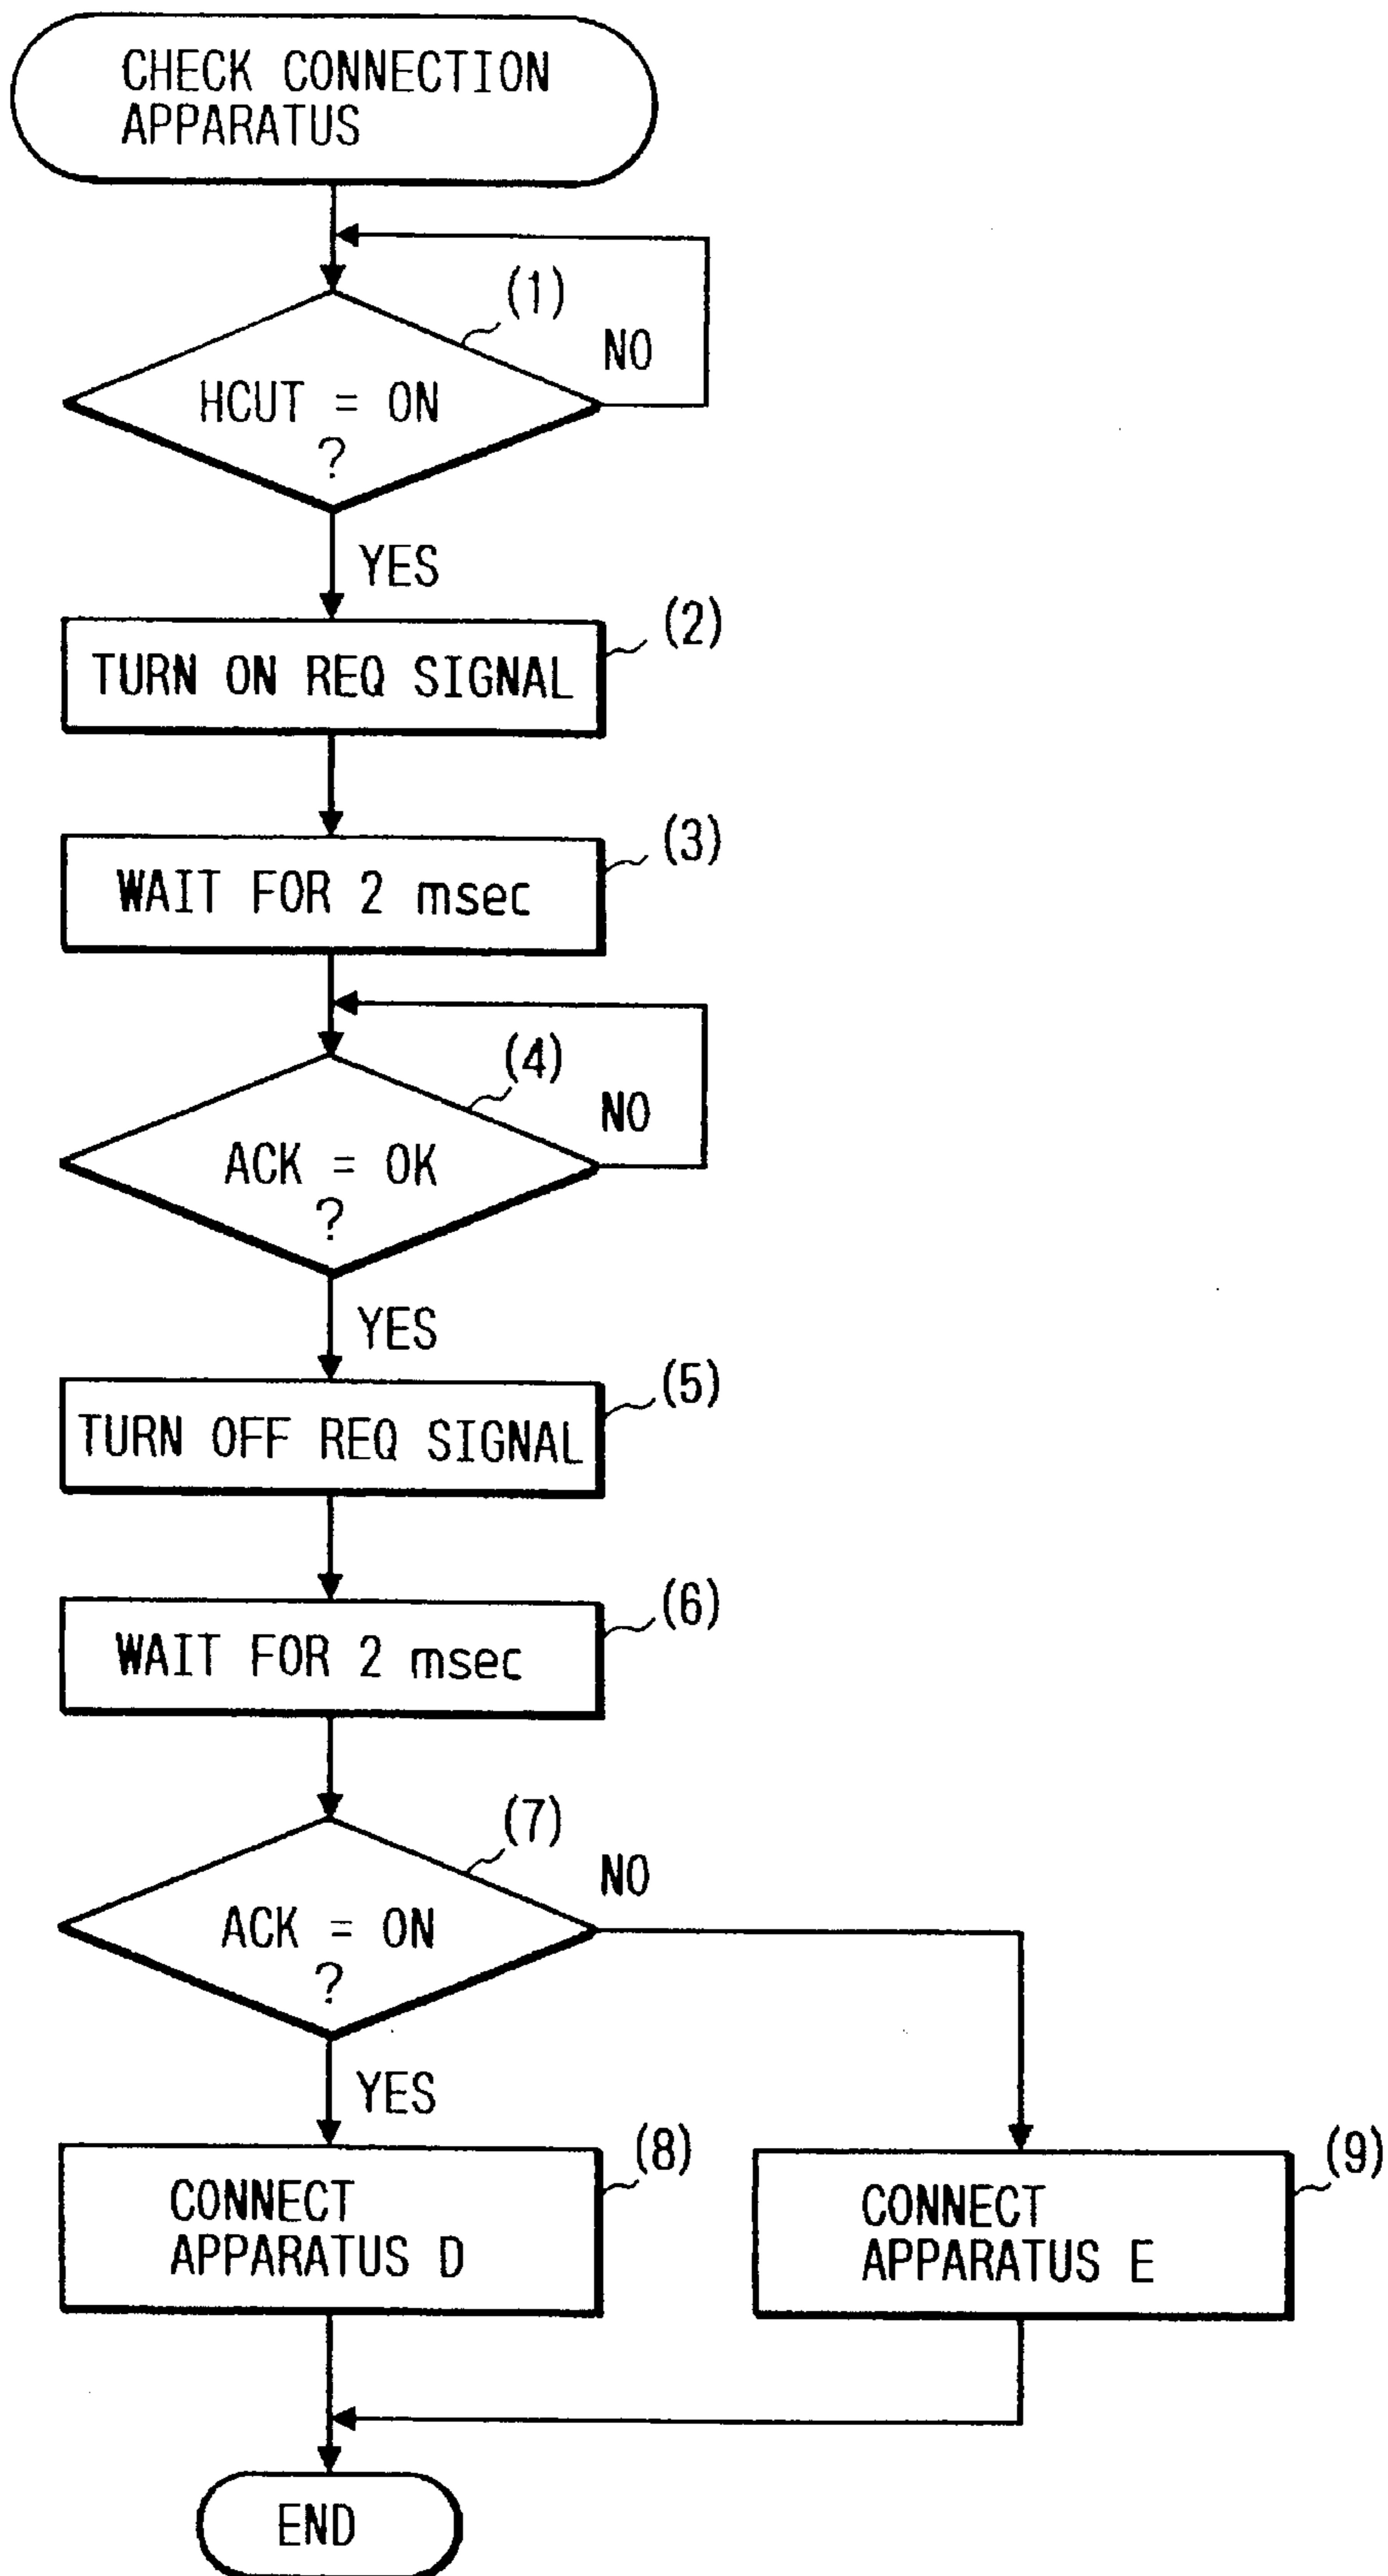 CHECK CONNECTION
APPARATUS
(1)
NO
HCUT = ON
?
YES
(2)
TURN ON REQ SIGNAL
(3)
WAIT FOR 2 msec
(4)
NO
ACK = OK
?
YES
(5)
TURN OFF REQ SIGNAL
(6)
WAIT FOR 2 msec
(7)
NO
ACK = ON
?
YES
(8)
CONNECT
APPARATUS D
(9)
CONNECT
APPARATUS E
END